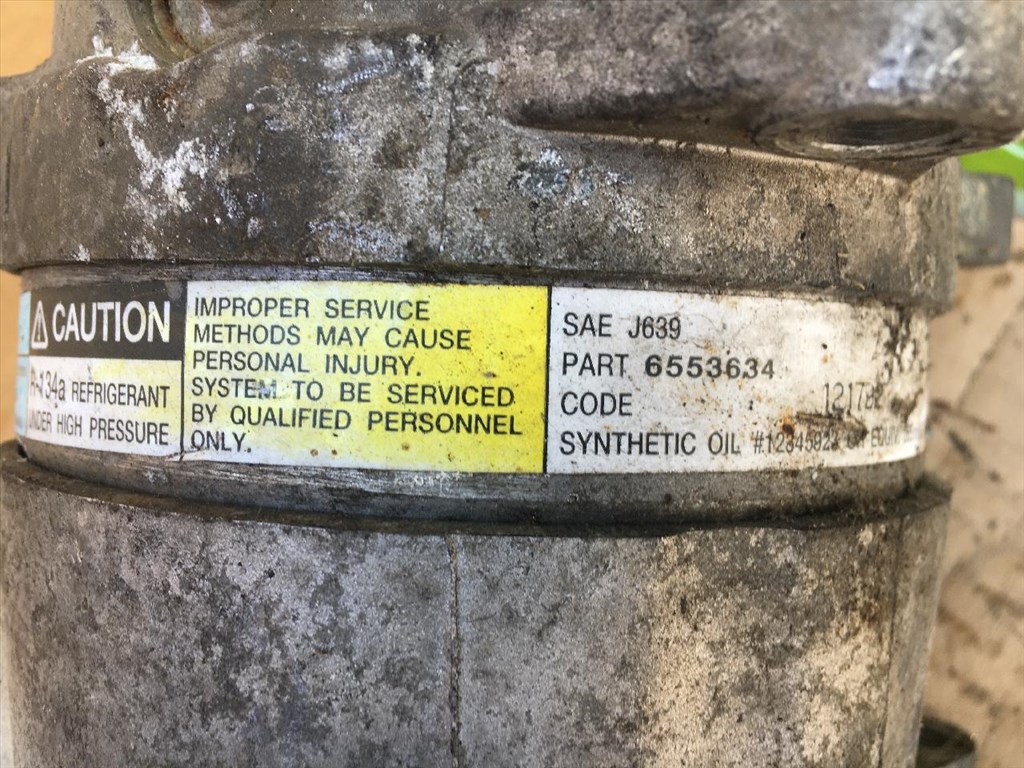 CAUTION
R-134a REFRIGERANT
UNDER HIGH PRESSURE
IMPROPER SERVICE
METHODS MAY CAUSE
PERSONAL INJURY.
SYSTEM TO BE SERVICED
BY QUALIFIED PERSONNEL
ONLY.
SAE J639
PART 6553634
CODE
SYNTHETIC OIL